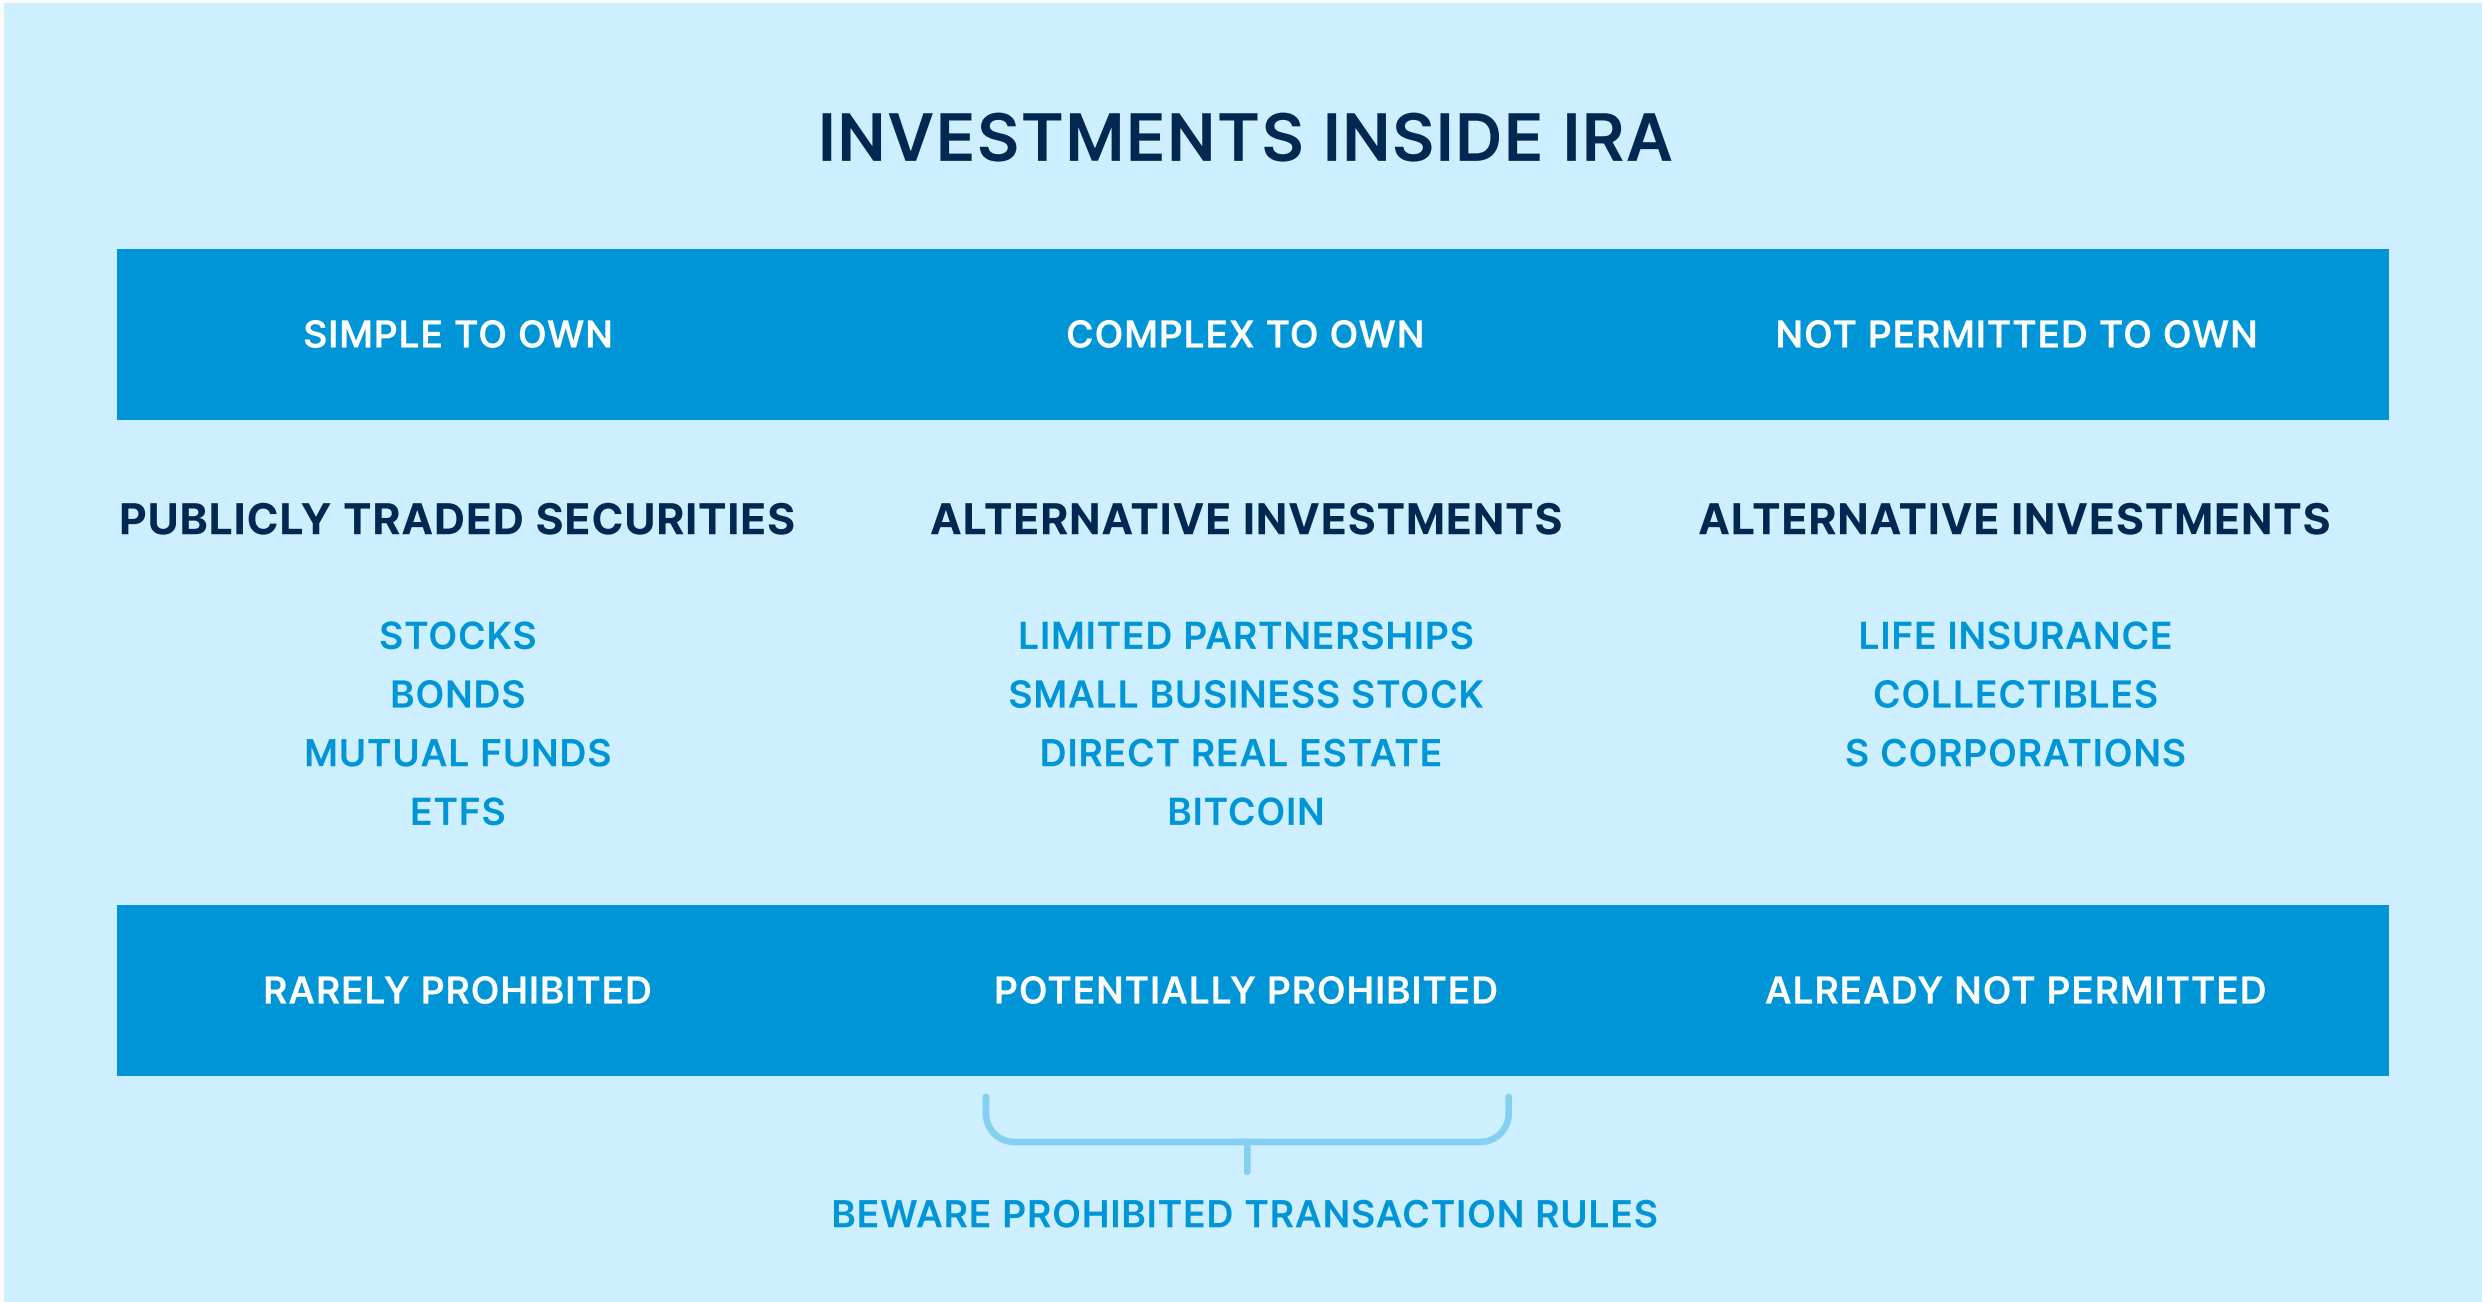 INVESTMENTS INSIDE IRA
SIMPLE TO OWN
COMPLEX TO OWN
NOT PERMITTED TO OWN
PUBLICLY TRADED SECURITIES
STOCKS
BONDS
MUTUAL FUNDS
ETFS
ALTERNATIVE INVESTMENTS
LIMITED PARTNERSHIPS
SMALL BUSINESS STOCK
DIRECT REAL ESTATE
BITCOIN
ALTERNATIVE INVESTMENTS
LIFE INSURANCE
COLLECTIBLES
S CORPORATIONS
RARELY PROHIBITED
POTENTIALLY PROHIBITED
ALREADY NOT PERMITTED
BEWARE PROHIBITED TRANSACTION RULES